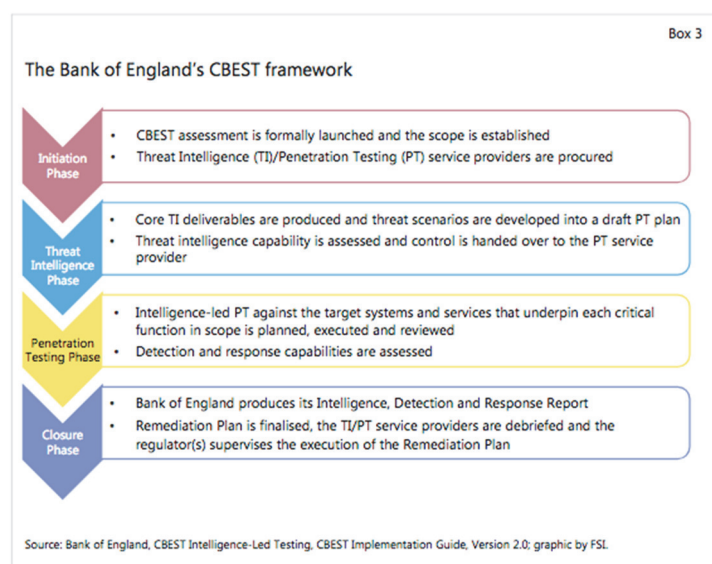 Box 3
The Bank of England's CBEST framework
Initiation
Phase
• CBEST assessment is formally launched and the scope is established
• Threat Intelligence (TI)/Penetration Testing (PT) service providers are procured
Threat
Intelligence
Phase
• Core TI deliverables are produced and threat scenarios are developed into a draft PT plan
• Threat intelligence capability is assessed and control is handed over to the PT service
provider
Penetration
Testing Phase
• Intelligence-led PT against the target systems and services that underpin each critical
function in scope is planned, executed and reviewed
• Detection and response capabilities are assessed
Closure
Phase
• Bank of England produces its Intelligence, Detection and Response Report
• Remediation Plan is finalised, the TI/PT service providers are debriefed and the
regulator(s) supervises the execution of the Remediation Plan
Source: Bank of England, CBEST Intelligence-Led Testing, CBEST Implementation Guide, Version 2.0; graphic by FSI.